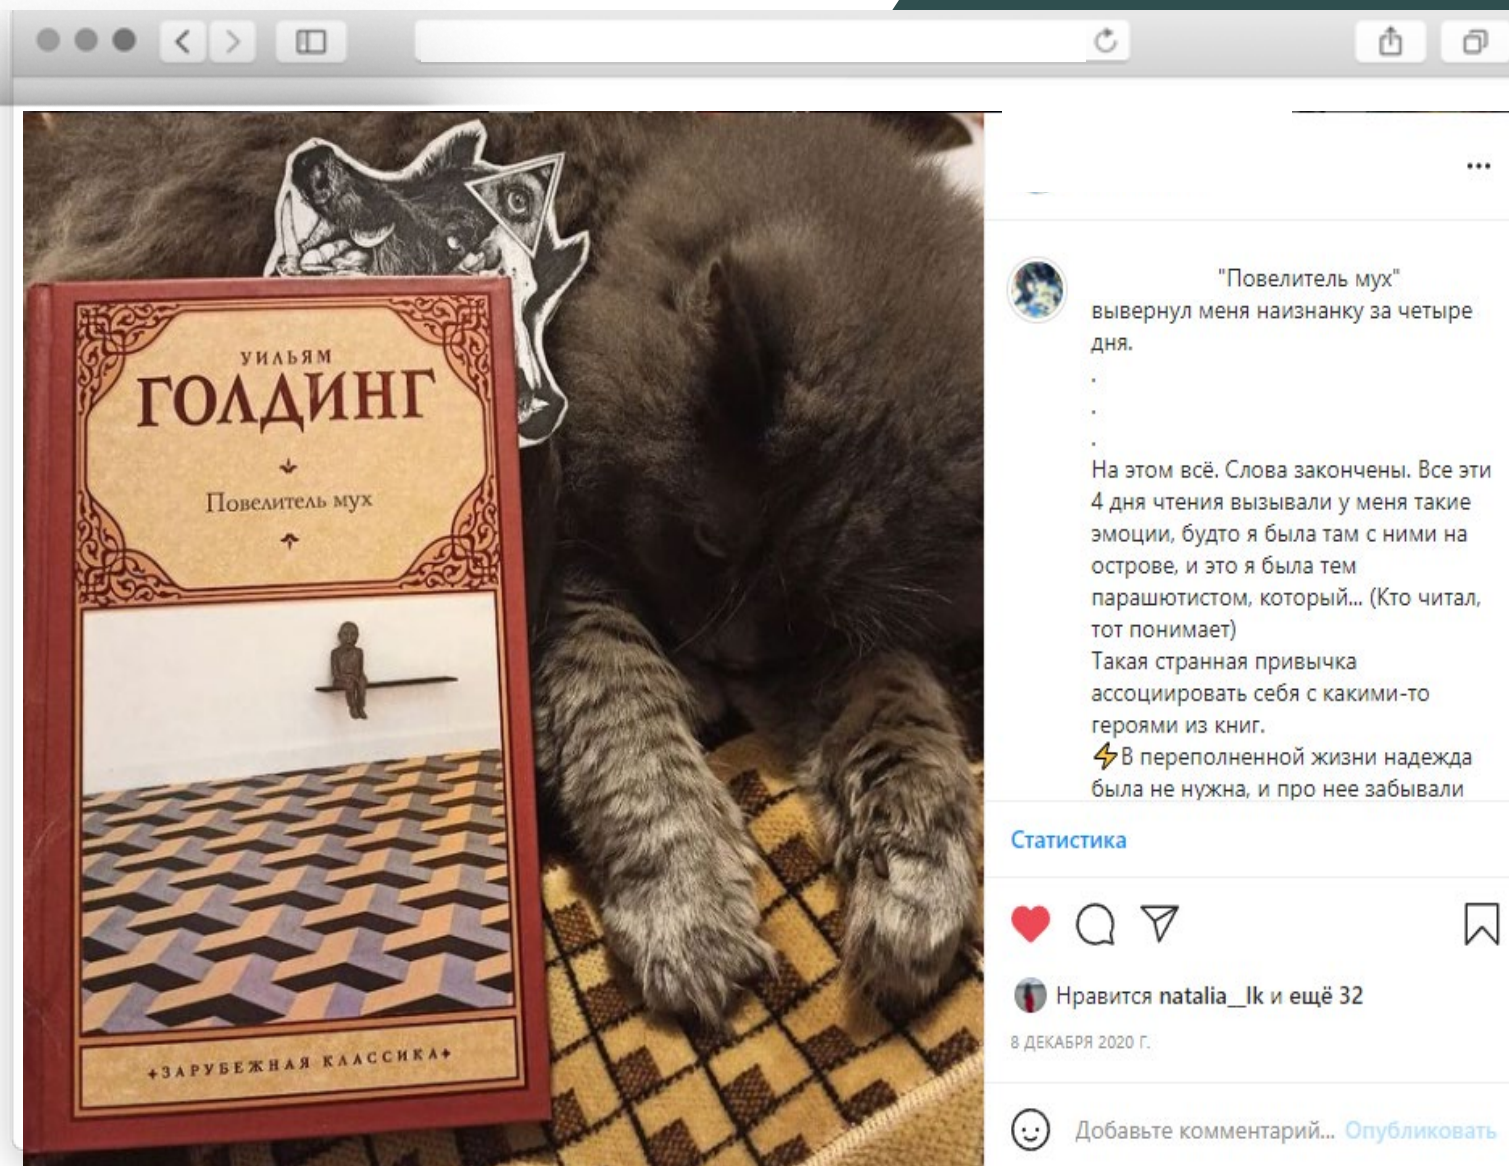 УИЛЬЯМ
ГОЛДИНГ
Повелитель мух
✦ЗАРУБЕЖНАЯ КЛАССИКА✦
"Повелитель мух"
вывернул меня наизнанку за четыре
дня.
.
.
.
На этом всё. Слова закончены. Все эти
4 дня чтения вызывали у меня такие
эмоции, будто я была там с ними на
острове, и это я была тем
парашютистом, который... (Кто читал,
тот понимает)
Такая странная привычка
ассоциировать себя с какими-то
героями из книг.
⚡В переполненной жизни надежда
была не нужна, и про нее забывали
Статистика
Нравится natalia__lk и ещё 32
8 ДЕКАБРЯ 2020 Г.
Добавьте комментарий... Опубликовать